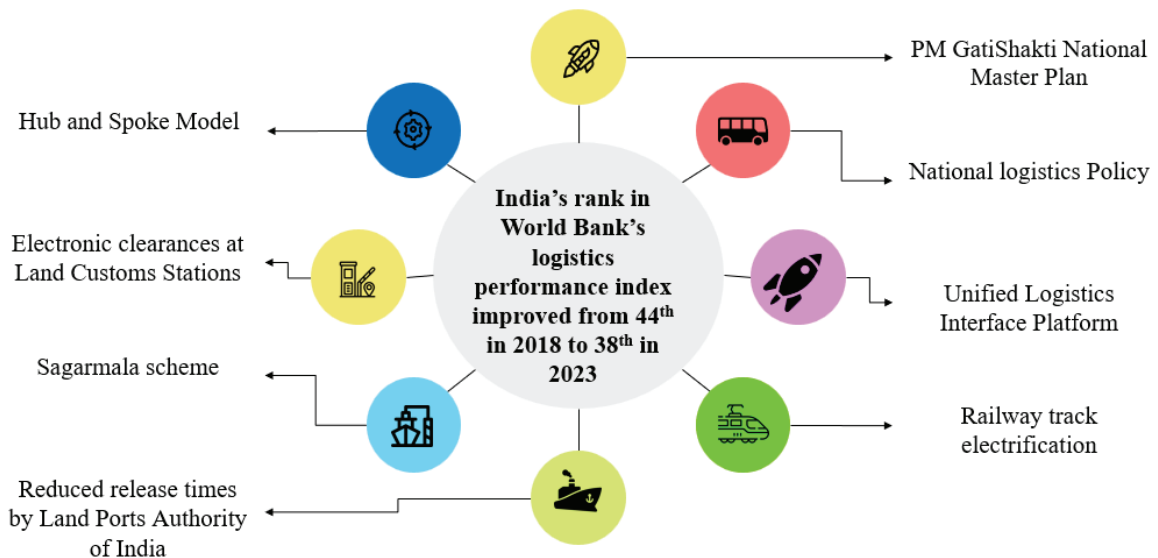 PM GatiShakti National
Master Plan
Hub and Spoke Model
National logistics Policy
India's rank in
World Bank's
logistics
performance index
improved from 44th
in 2018 to 38th in
2023
Electronic clearances at
Land Customs Stations
Unified Logistics
Interface Platform
Sagarmala scheme
Railway track
electrification
Reduced release times
by Land Ports Authority
of India